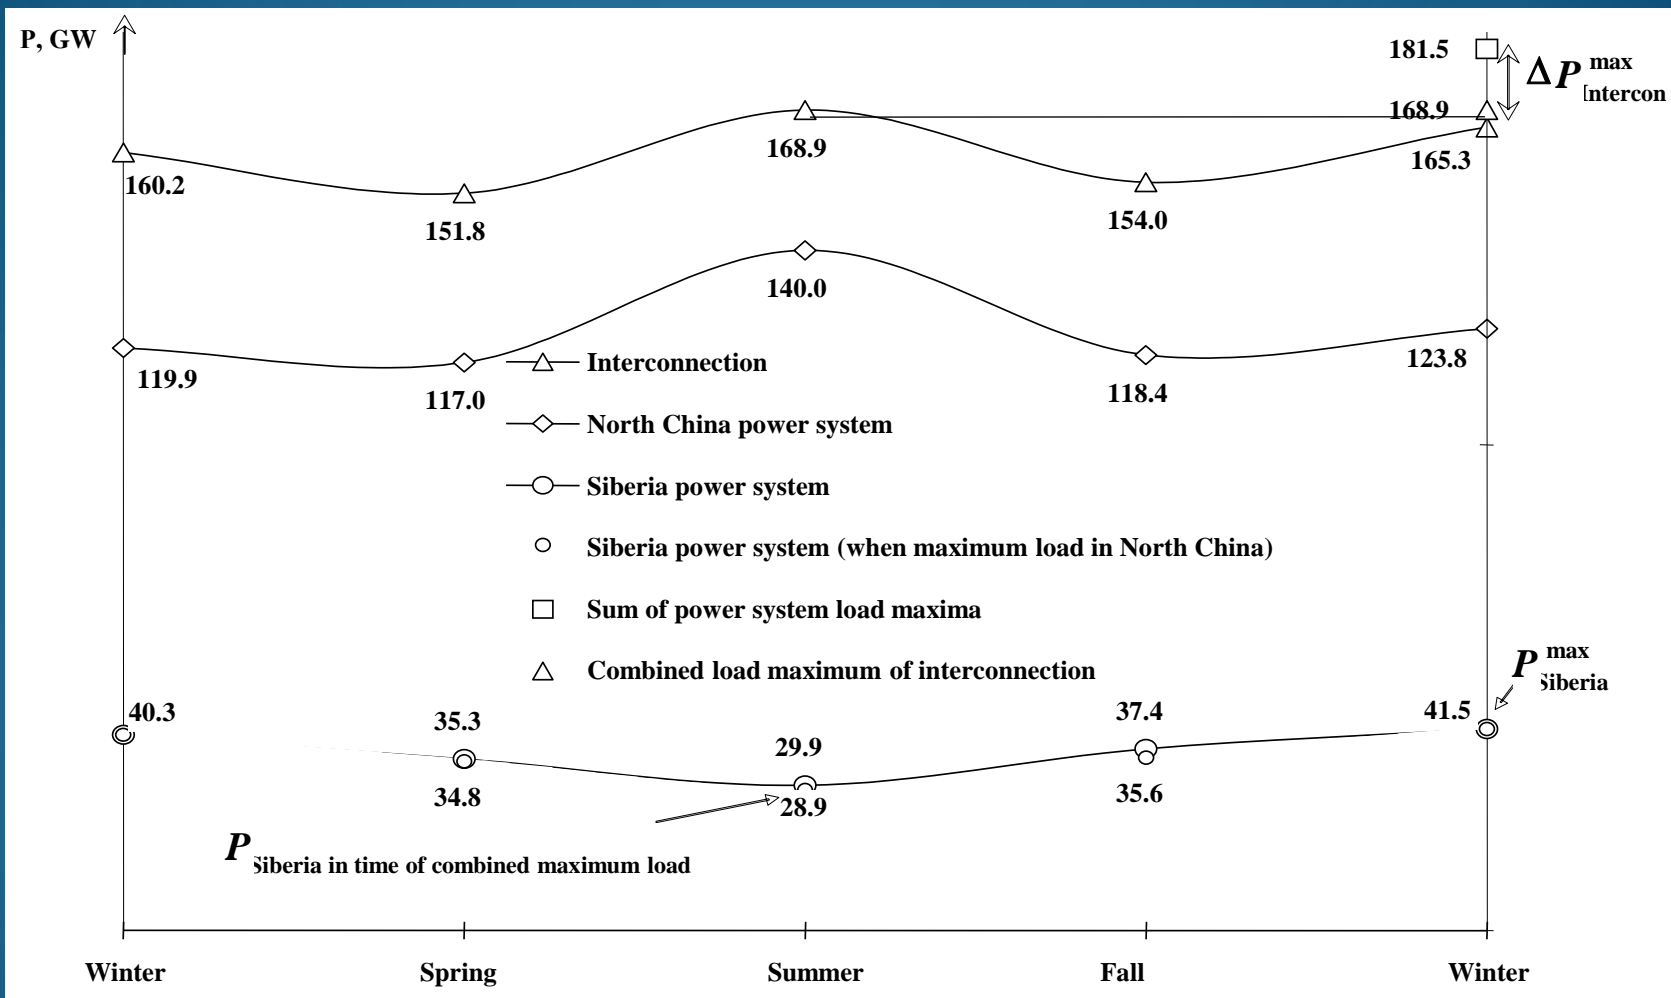 P, GW
181.5
Δ P max
Intercon
168.9
168.9
165.3
160.2
151.8
154.0
140.0
123.8
119.9
117.0
118.4
Interconnection
North China power system
Siberia power system
Siberia power system (when maximum load in North China)
Sum of power system load maxima
Combined load maximum of interconnection
P max
Siberia
40.3
35.3
29.9
37.4
41.5
34.8
28.9
35.6
P Siberia in time of combined maximum load
Winter Spring Summer Fall Winter